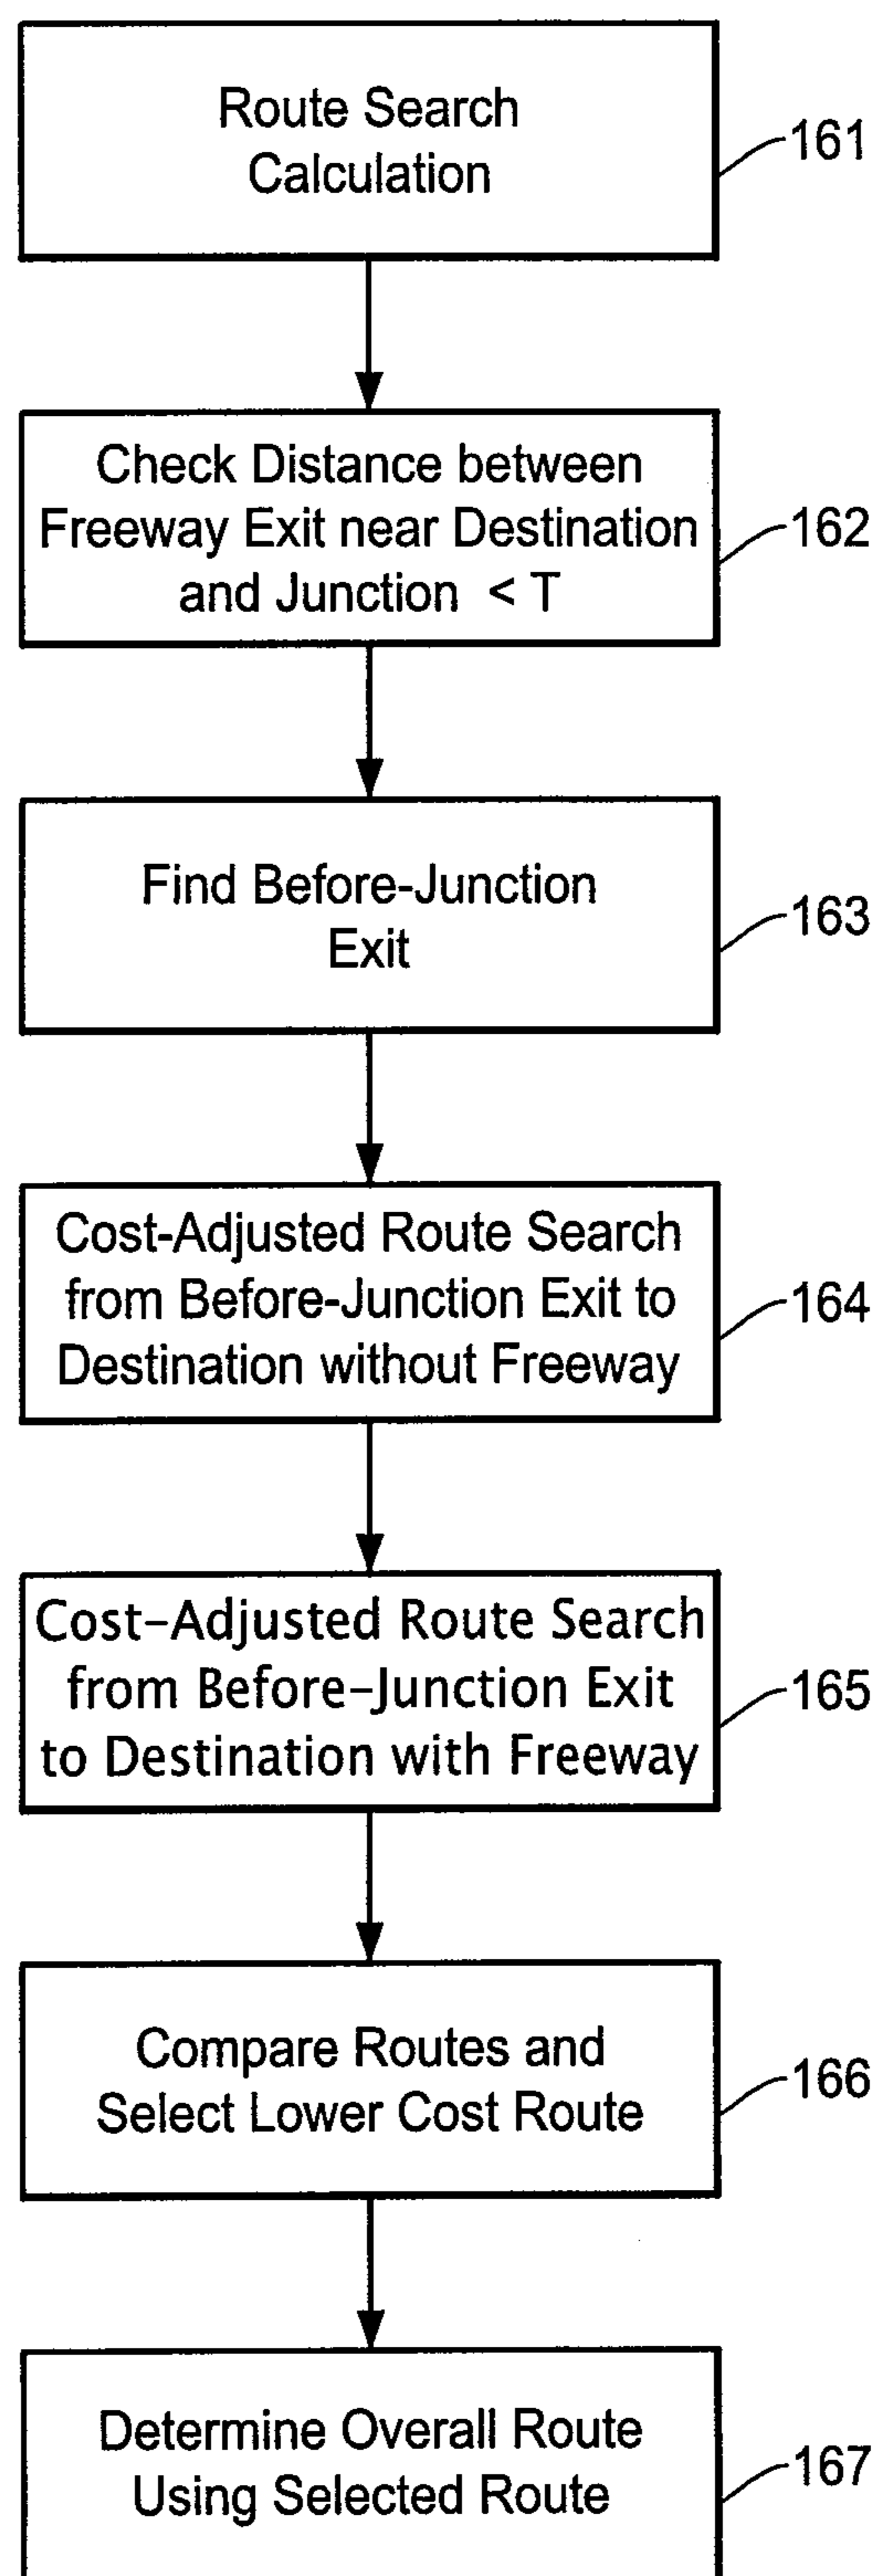 Route Search
Calculation
161
Check Distance between
Freeway Exit near Destination
and Junction < T
162
Find Before-Junction
Exit
163
Cost-Adjusted Route Search
from Before-Junction Exit to
Destination without Freeway
164
Cost-Adjusted Route Search
from Before-Junction Exit
to Destination with Freeway
165
Compare Routes and
Select Lower Cost Route
166
Determine Overall Route
Using Selected Route
167